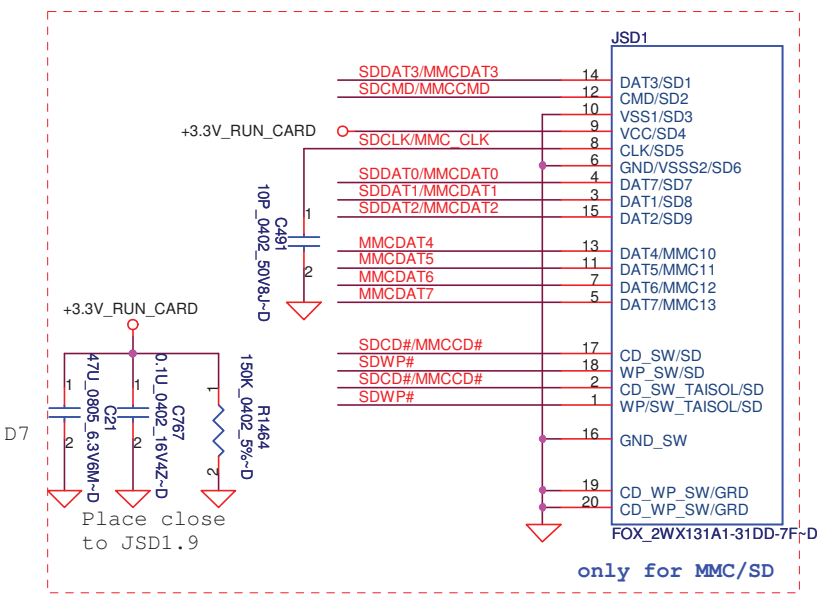 JSD1
SDDAT3/MMCDAT3 14 DAT3/SD1
SDCMD/MMCCMD 12 CMD/SD2
10 VSS1/SD3
+3.3V_RUN_CARD 9 VCC/SD4
SDCLK/MMC_CLK 8 CLK/SD5
6 GND/VSSS2/SD6
SDDAT0/MMCDAT0 4 DAT7/SD7
SDDAT1/MMCDAT1 3 DAT1/SD8
SDDAT2/MMCDAT2 15 DAT2/SD9
1
C491
10P_0402_50V8J~D
2
MMCDAT4 13 DAT4/MMC10
MMCDAT5 11 DAT5/MMC11
MMCDAT6 7 DAT6/MMC12
MMCDAT7 5 DAT7/MMC13
+3.3V_RUN_CARD
SDCD#/MMCCD# 17 CD_SW/SD
SDWP# 18 WP_SW/SD
SDCD#/MMCCD# 2 CD_SW_TAISOL/SD
SDWP# 1 WP/SW_TAISOL/SD
16 GND_SW
19 CD_WP_SW/GRD
20 CD_WP_SW/GRD
FOX_2WX131A1-31DD-7F~D
1
C21
47U_0805_6.3V6M~D
2
1
C767
0.1U_0402_16V4Z~D
2
1
R1464
150K_0402_5%~D
2
D7
Place close
to JSD1.9
only for MMC/SD